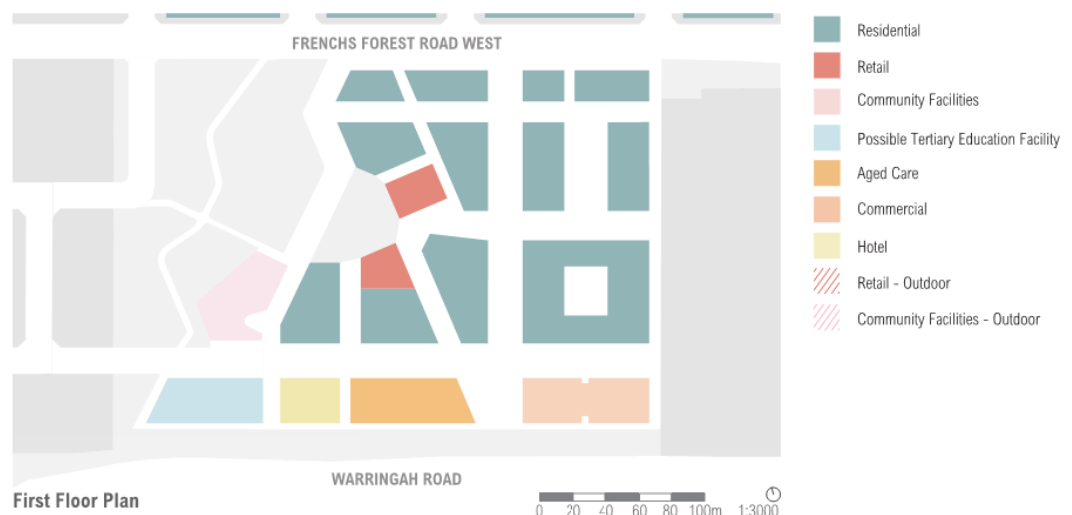 FRENCHS FOREST ROAD WEST
Residential
Retail
Community Facilities
Possible Tertiary Education Facility
Aged Care
Commercial
Hotel
Retail - Outdoor
Community Facilities - Outdoor
WARRINGAH ROAD
First Floor Plan
0 20 40 60 80 100m 1:3000